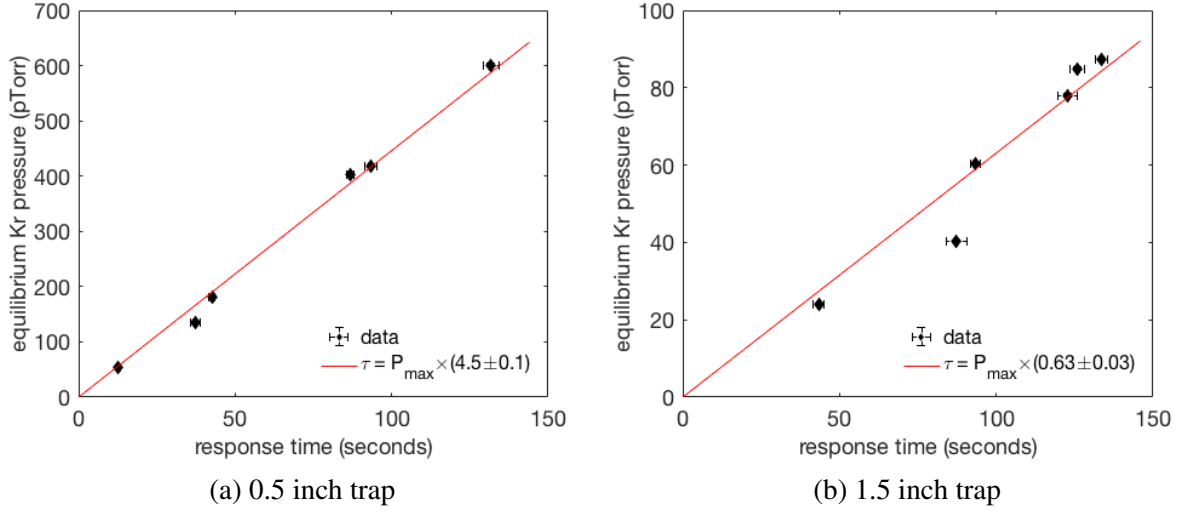 700
600
500
400
300
200
100
0
equilibrium Kr pressure (pTorr)
data
τ = P_max × (4.5±0.1)
0 50 100 150
response time (seconds)
(a) 0.5 inch trap
100
80
60
40
20
0
equilibrium Kr pressure (pTorr)
data
τ = P_max × (0.63±0.03)
0 50 100 150
response time (seconds)
(b) 1.5 inch trap